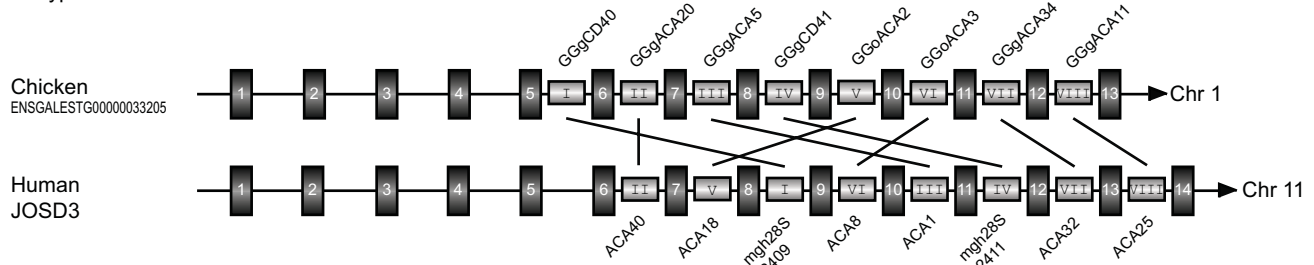 GGgCD40 GGgACA20 GGgACA5 GGgCD41 GGoACA2 GGoACA3 GGgACA34 GGgACA11
Chicken
ENSGALESTG00000033205
1 2 3 4 5 I 6 II 7 III 8 IV 9 V 10 VI 11 VII 12 VIII 13 Chr 1
Human
JOSD3
1 2 3 4 5 6 II 7 V 8 I 9 VI 10 III 11 IV 12 VII 13 VIII 14 Chr 11
ACA40 ACA18 mgh28S ACA8 ACA1 mgh28S ACA32 ACA25